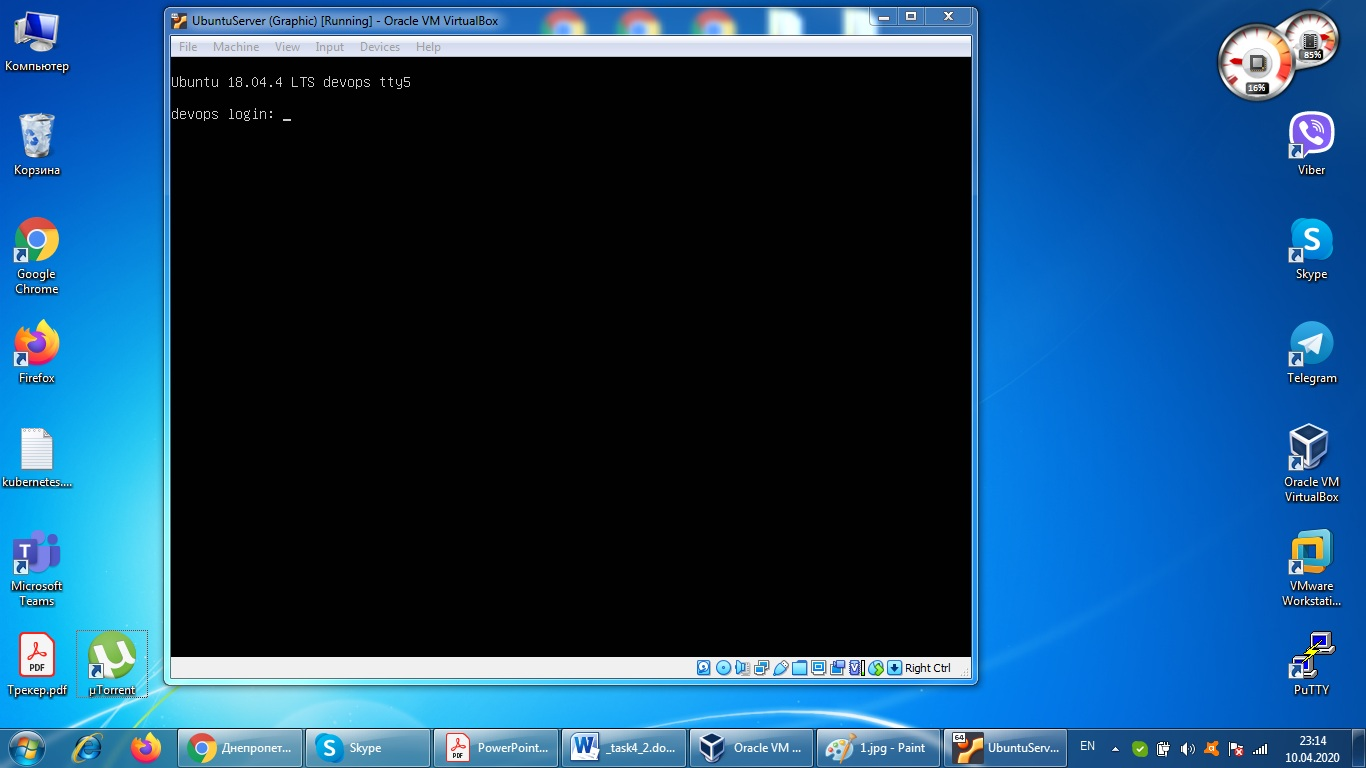 UbuntuServer (Graphic) [Running] - Oracle VM VirtualBox
File Machine View Input Devices Help
Ubuntu 18.04.4 LTS devops tty5
devops login: _
Right Ctrl
Компьютер
Корзина
Google
Chrome
Firefox
kubernetes....
Microsoft
Teams
Трекер.pdf
µTorrent
16%
85%
Viber
Skype
Telegram
Oracle VM
VirtualBox
VMware
Workstati...
PuTTY
Днепропет...
Skype
PowerPoint...
_task4_2.do...
Oracle VM ...
1.jpg - Paint
UbuntuServ...
EN
23:14
10.04.2020